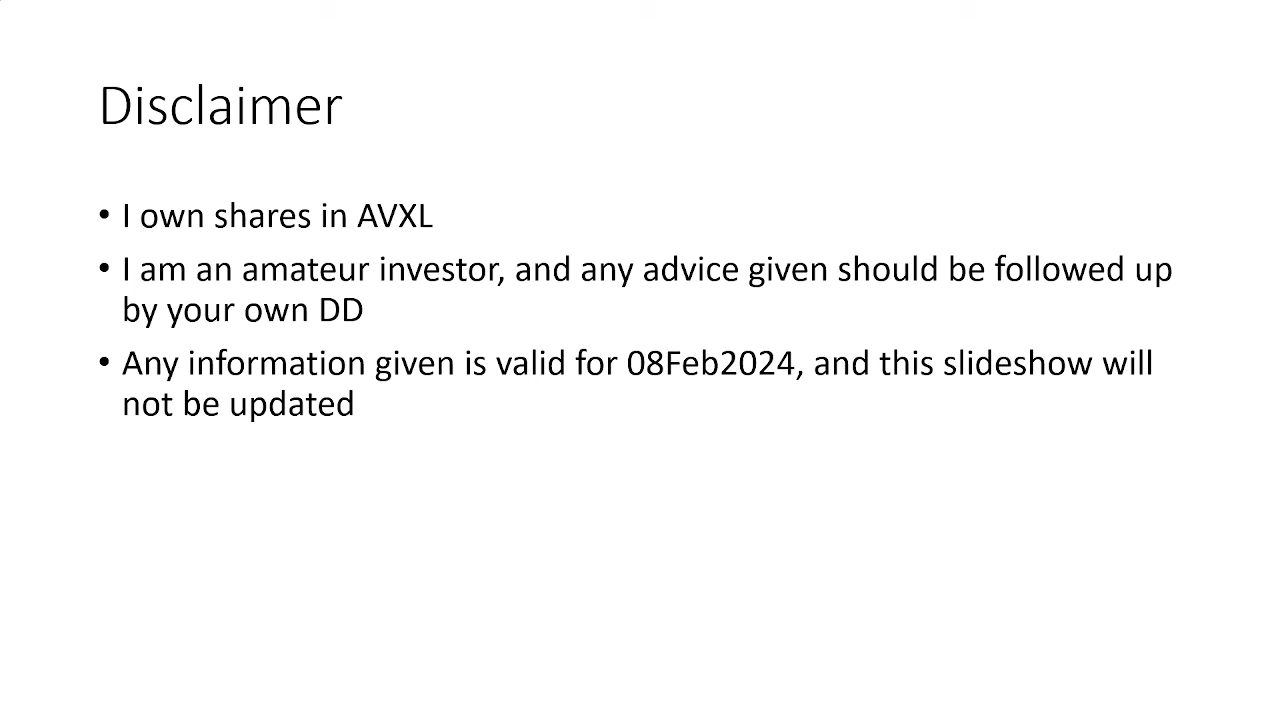 Disclaimer
• I own shares in AVXL
• I am an amateur investor, and any advice given should be followed up
by your own DD
• Any information given is valid for 08Feb2024, and this slideshow will
not be updated